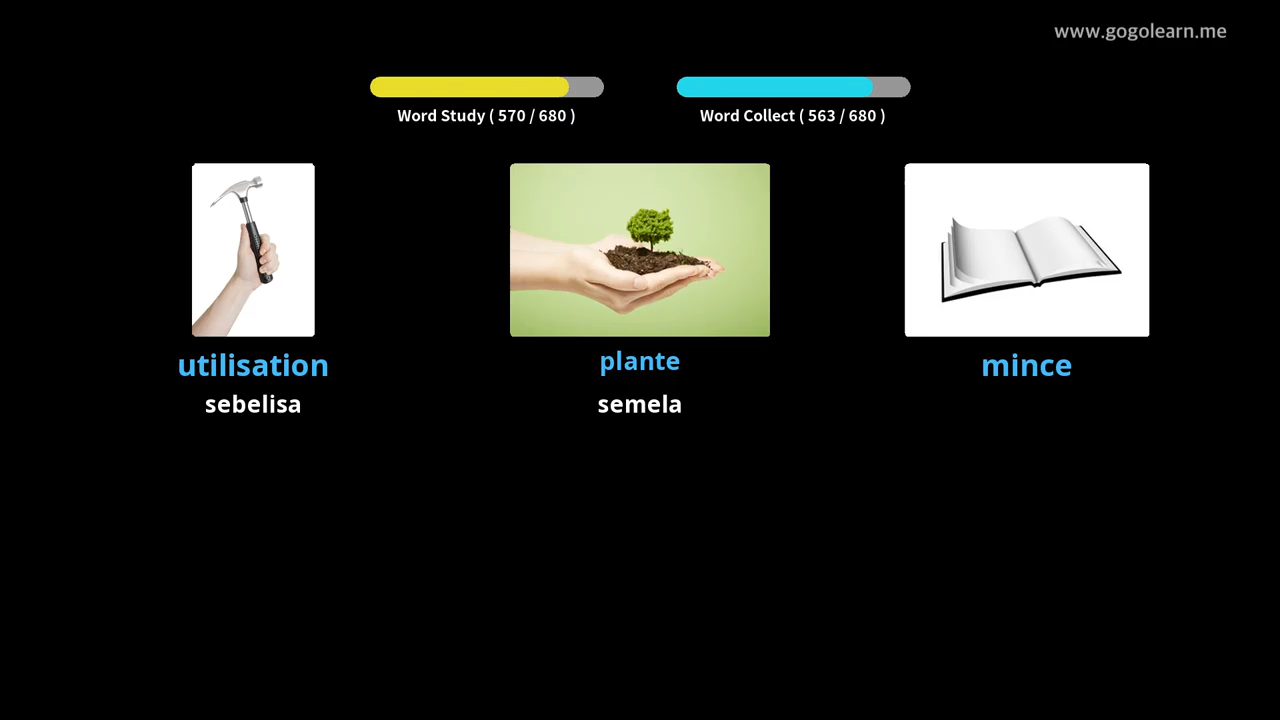 www.gogolearn.me
Word Study ( 570 / 680 )
Word Collect ( 563 / 680 )
utilisation
sebelisa
plante
semela
mince